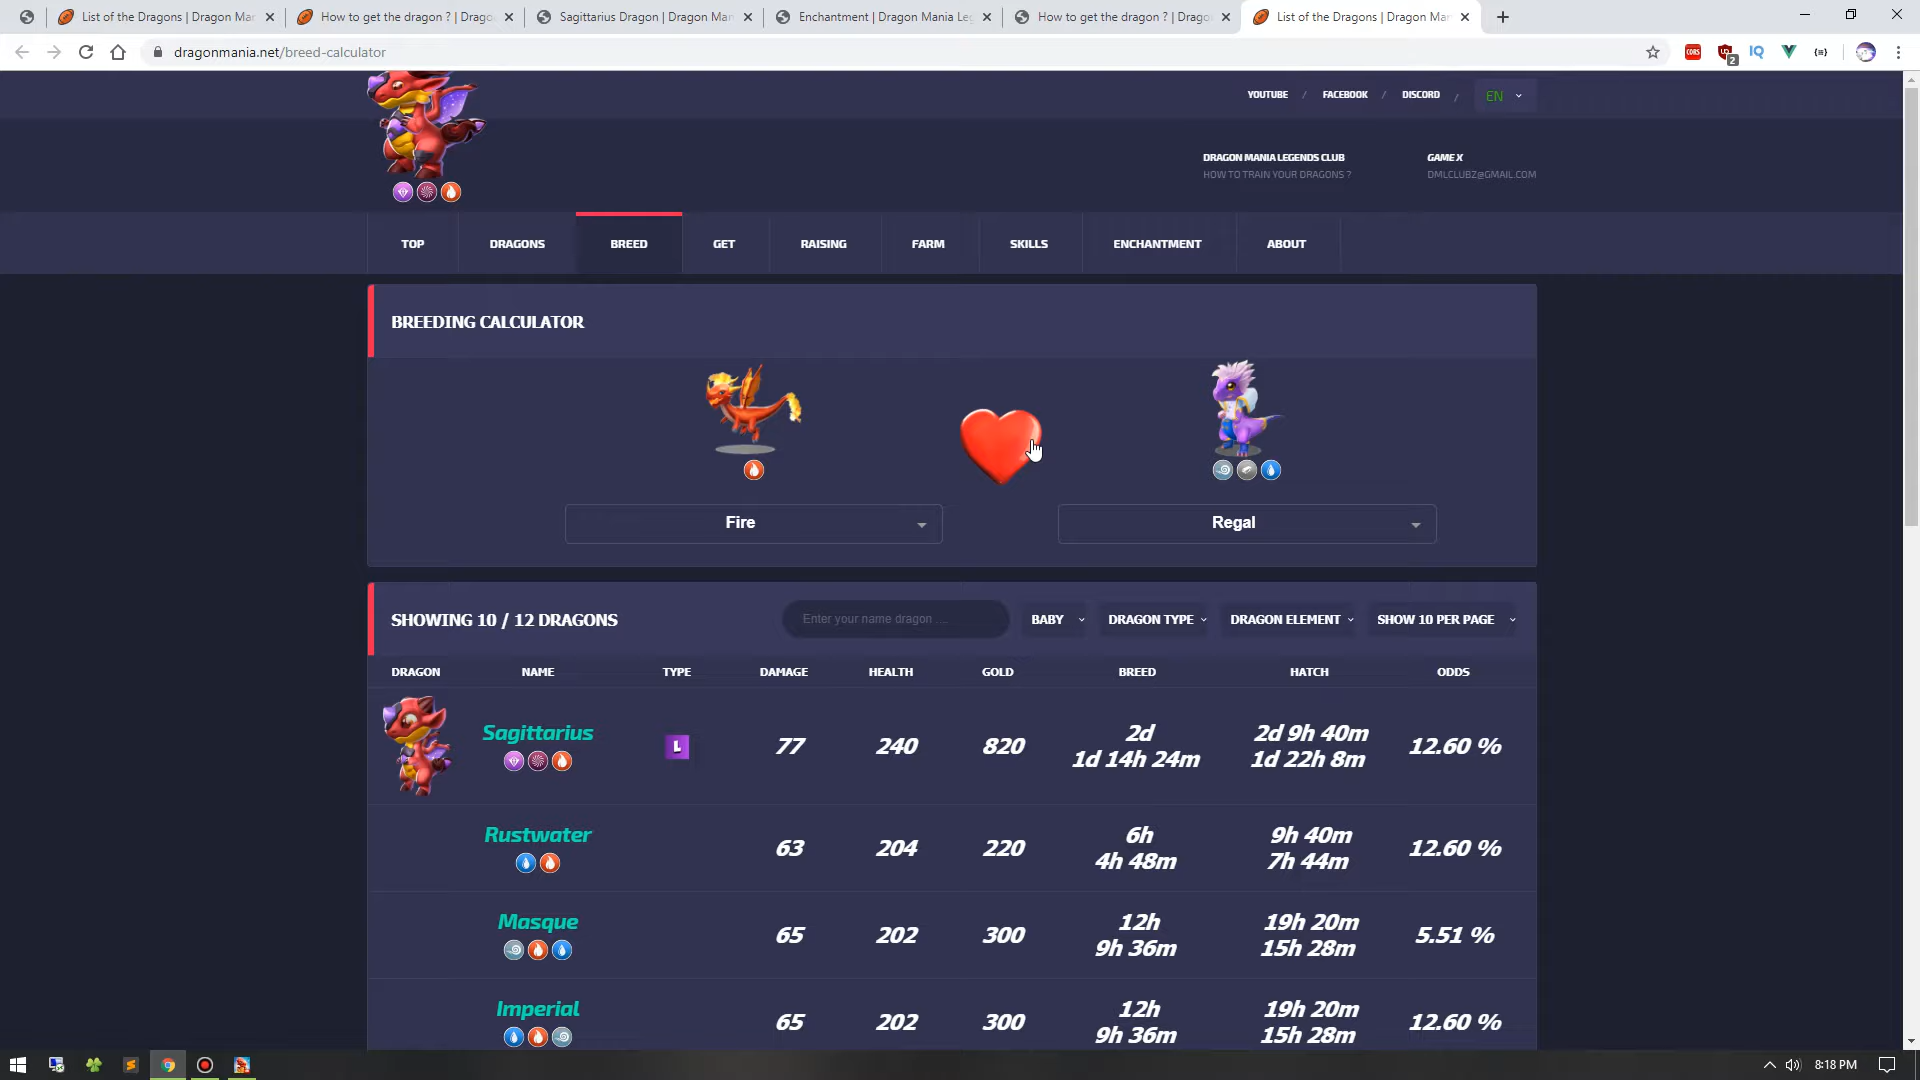 List of the Dragons | Dragon Man
How to get the dragon ? | Drago
Sagittarius Dragon | Dragon Man
Enchantment | Dragon Mania Leg
How to get the dragon ? | Drago
List of the Dragons | Dragon Man
dragonmania.net/breed-calculator
CORS
2
IQ
YOUTUBE / FACEBOOK / DISCORD / EN
DRAGON MANIA LEGENDS CLUB
HOW TO TRAIN YOUR DRAGONS ?
GAME X
DMLCLUBZ@GMAIL.COM
TOP
DRAGONS
BREED
GET
RAISING
FARM
SKILLS
ENCHANTMENT
ABOUT
BREEDING CALCULATOR
Fire
Regal
SHOWING 10 / 12 DRAGONS
Enter your name dragon ....
BABY
DRAGON TYPE
DRAGON ELEMENT
SHOW 10 PER PAGE
DRAGON NAME TYPE DAMAGE HEALTH GOLD BREED HATCH ODDS
Sagittarius L 77 240 820 2d 2d 9h 40m 12.60 %
1d 14h 24m 1d 22h 8m
Rustwater 63 204 220 6h 9h 40m 12.60 %
4h 48m 7h 44m
Masque 65 202 300 12h 19h 20m 5.51 %
9h 36m 15h 28m
Imperial 65 202 300 12h 19h 20m 12.60 %
9h 36m 15h 28m
8:18 PM